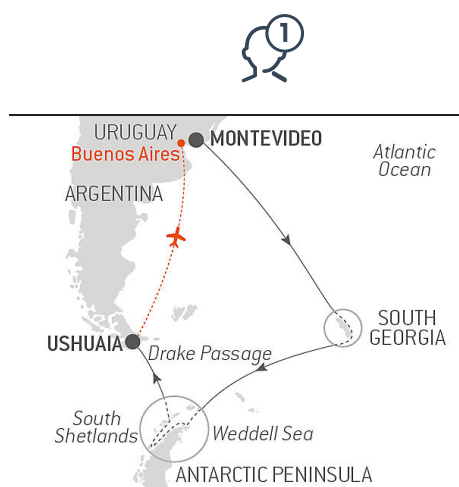 1
URUGUAY
MONTEVIDEO
Buenos Aires
Atlantic
Ocean
ARGENTINA
SOUTH
GEORGIA
USHUAIA
Drake Passage
South
Shetlands
Weddell Sea
ANTARCTIC PENINSULA